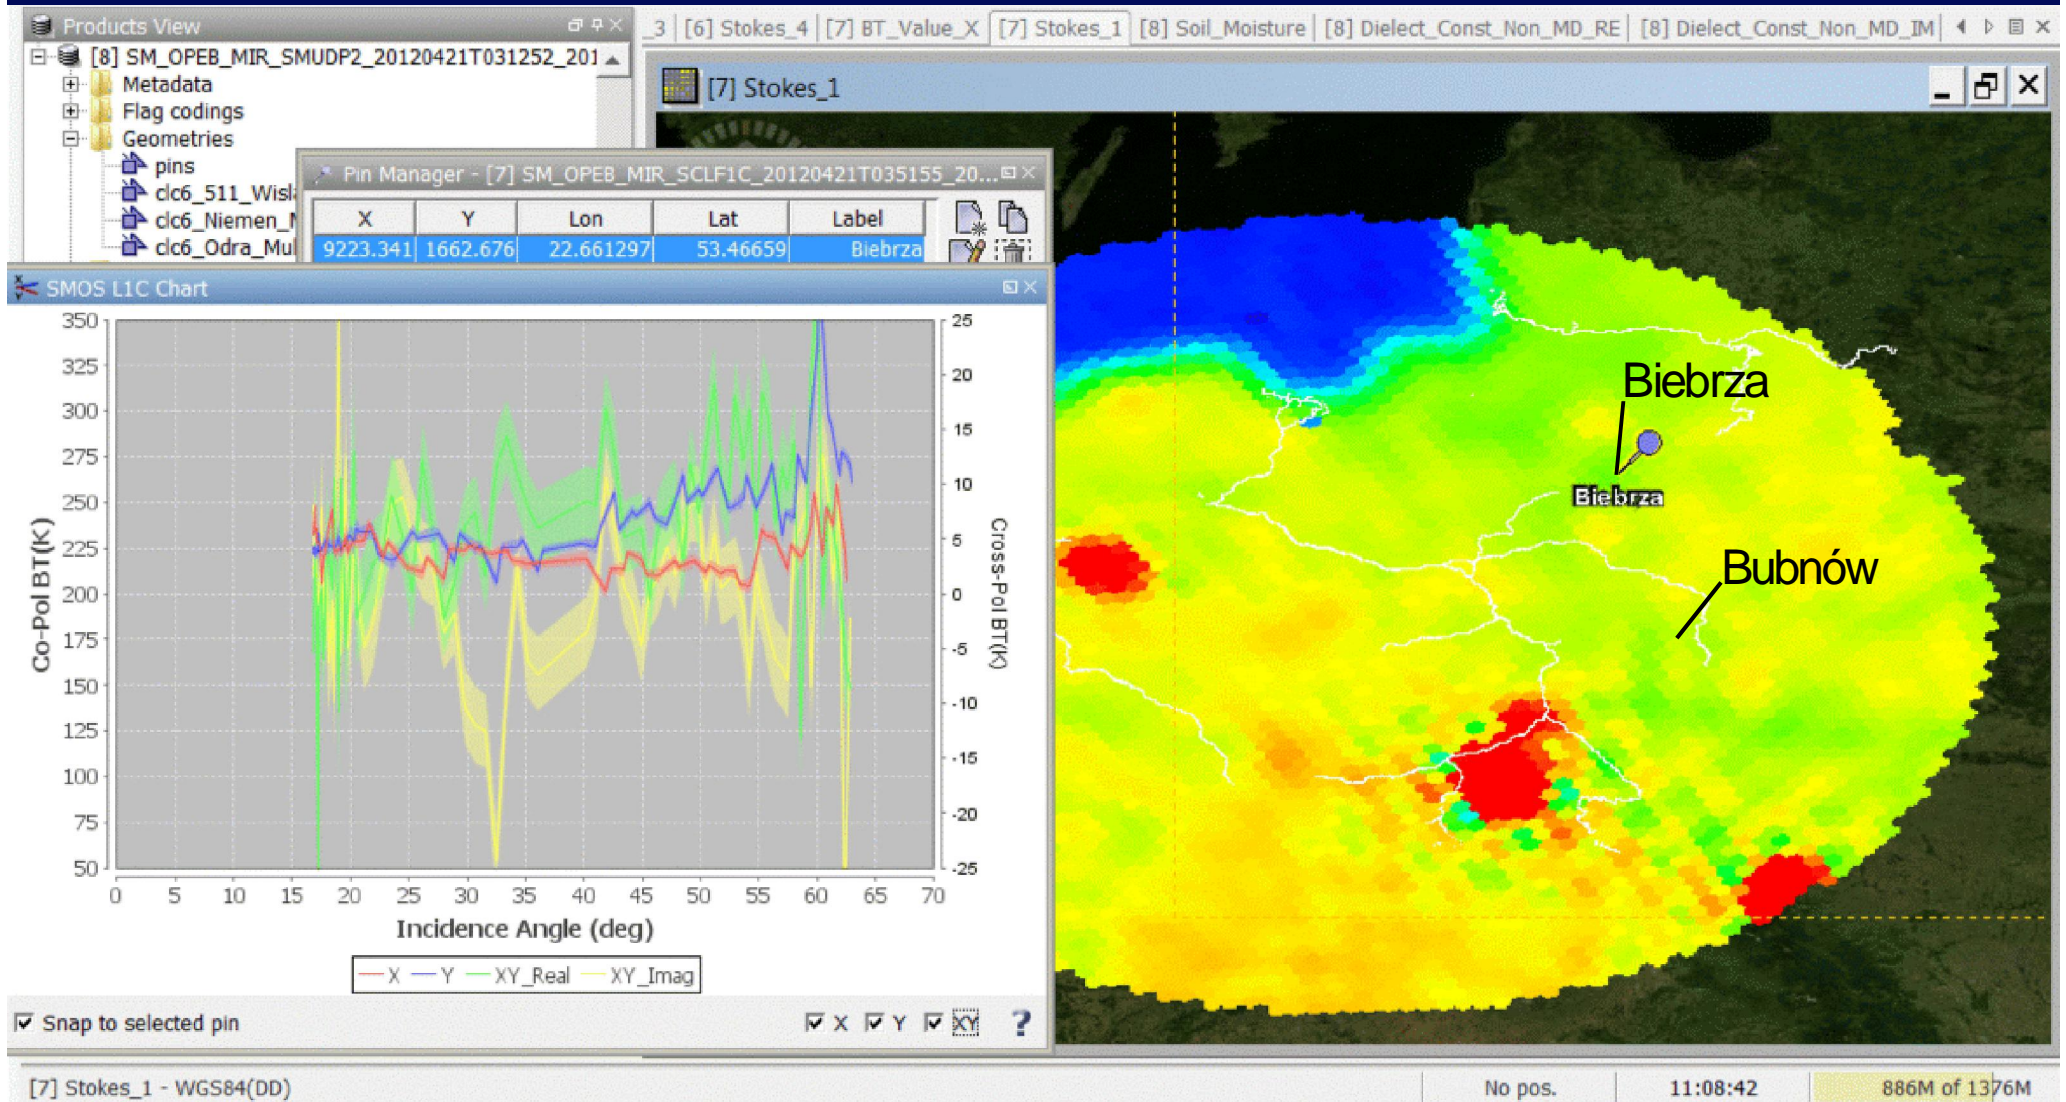 Products View
[8] SM_OPEB_MIR_SMUDP2_20120421T031252_201
Metadata
Flag codings
Geometries
pins
clc6_511_Wisl
clc6_Niemen_
clc6_Odra_Mul
_3 [6] Stokes_4 [7] BT_Value_X [7] Stokes_1 [8] Soil_Moisture [8] Dielect_Const_Non_MD_RE [8] Dielect_Const_Non_MD_IM
[7] Stokes_1
Pin Manager - [7] SM_OPEB_MIR_SCLF1C_20120421T035155_20...
X Y Lon Lat Label
9223.341 1662.676 22.661297 53.46659 Biebrza
SMOS L1C Chart
350
325
300
275
250
225
200
175
150
125
100
75
50
Co-Pol BT(K)
25
20
15
10
5
0
-5
-10
-15
-20
-25
Cross-Pol BT(K)
0 5 10 15 20 25 30 35 40 45 50 55 60 65 70
Incidence Angle (deg)
X Y XY_Real XY_Imag
Snap to selected pin
X Y XY ?
Biebrza
Biebrza
Bubnów
[7] Stokes_1 - WGS84(DD)
No pos.
11:08:42
886M of 1376M